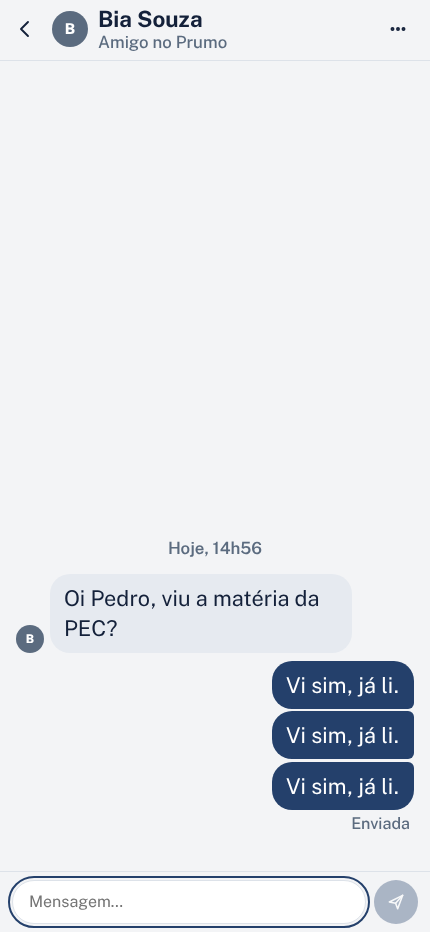 B
Bia Souza
Amigo no Prumo
Hoje, 14h56
Oi Pedro, viu a matéria da
PEC?
B
Vi sim, já li.
Vi sim, já li.
Vi sim, já li.
Enviada
Mensagem...